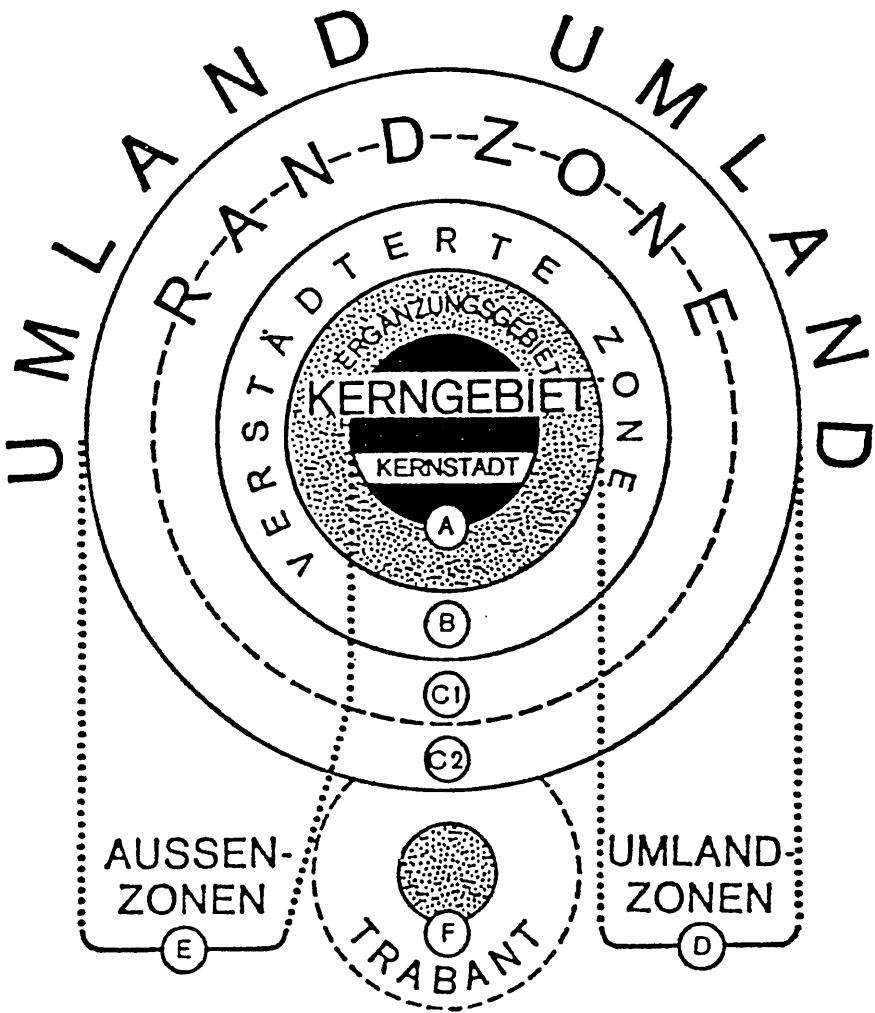 UMLAND UMLAND
RANDZONE
VERSTÄDTERTE ZONE
ERGÄNZUNGSGEBIET
KERNGEBIET
KERNSTADT
A
B
C1
C2
AUSSEN-
ZONEN
E
UMLAND-
ZONEN
D
F
TRABANT